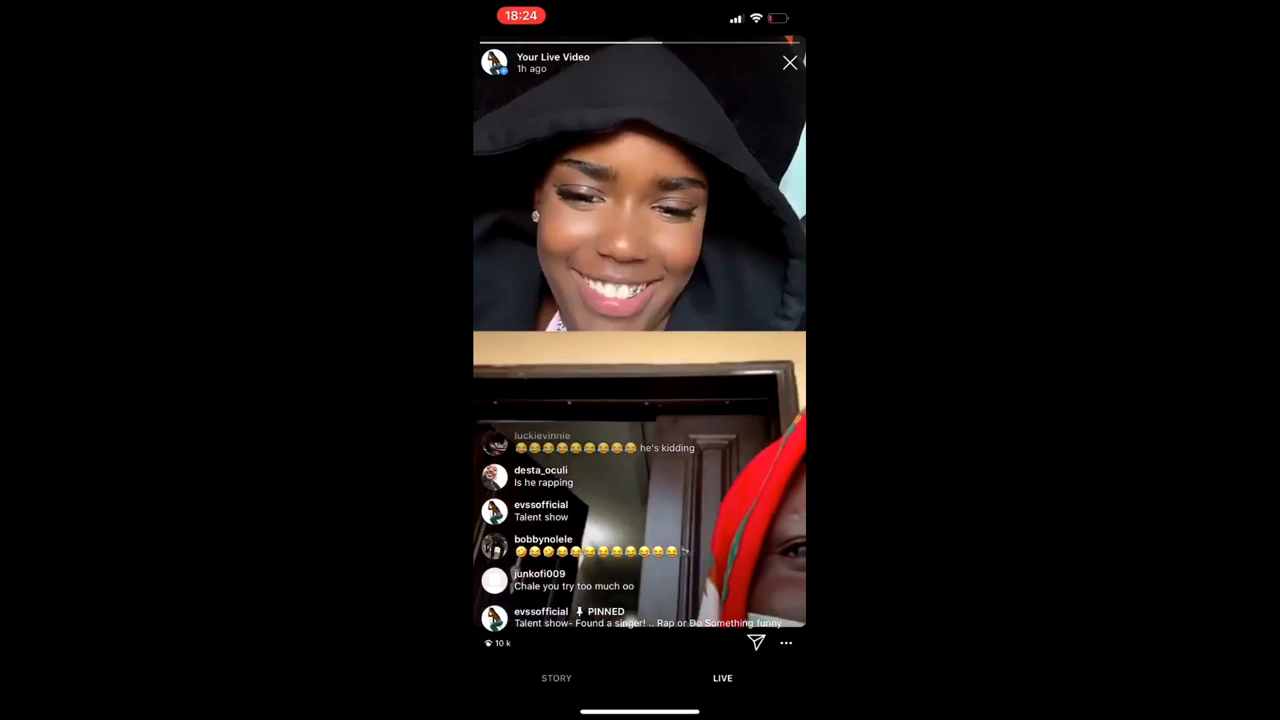 18:24
Your Live Video
1h ago
luckievinnie
😂😂😂😂😂😂😂😂😂 he's kidding
desta_oculi
Is he rapping
evssofficial
Talent show
bobbynolele
🤣😂🤣😂😂😂😂😂😂😂😂😂
junkofi009
Chale you try too much oo
evssofficial 📌 PINNED
Talent show- Found a singer! .. Rap or Do Something funny
10 k
STORY
LIVE